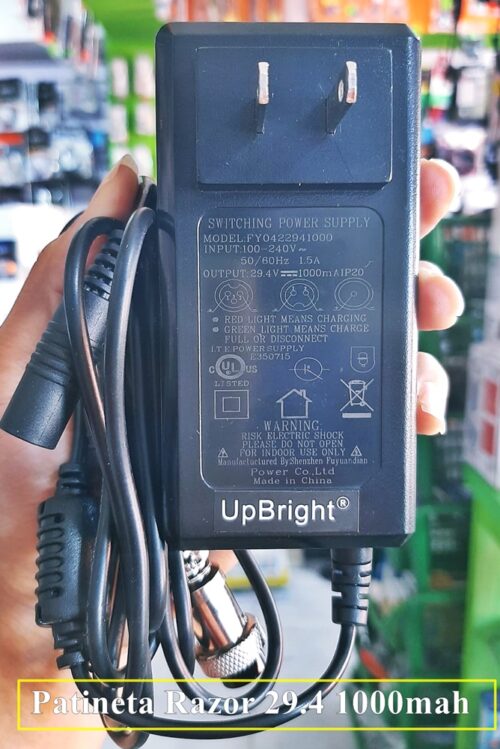 SWITCHING POWER SUPPLY
MODEL:FY0422941000
INPUT:100-240V~
50/60Hz 1.5A
OUTPUT:29.4V⎓1000mA IP20
RED LIGHT MEANS CHARGING
GREEN LIGHT MEANS CHARGE
FULL OR DISCONNECT
I.T.E POWER SUPPLY
E350715
C UL US
LISTED
WARNING
RISK ELECTRIC SHOCK
PLEASE DO NOT OPEN
FOR INDOOR USE ONLY
Manufacturerd By:Shenzhen Fuyuandian
Power Co.,Ltd
Made in China
UpBright®
Patineta Razor 29.4 1000mah